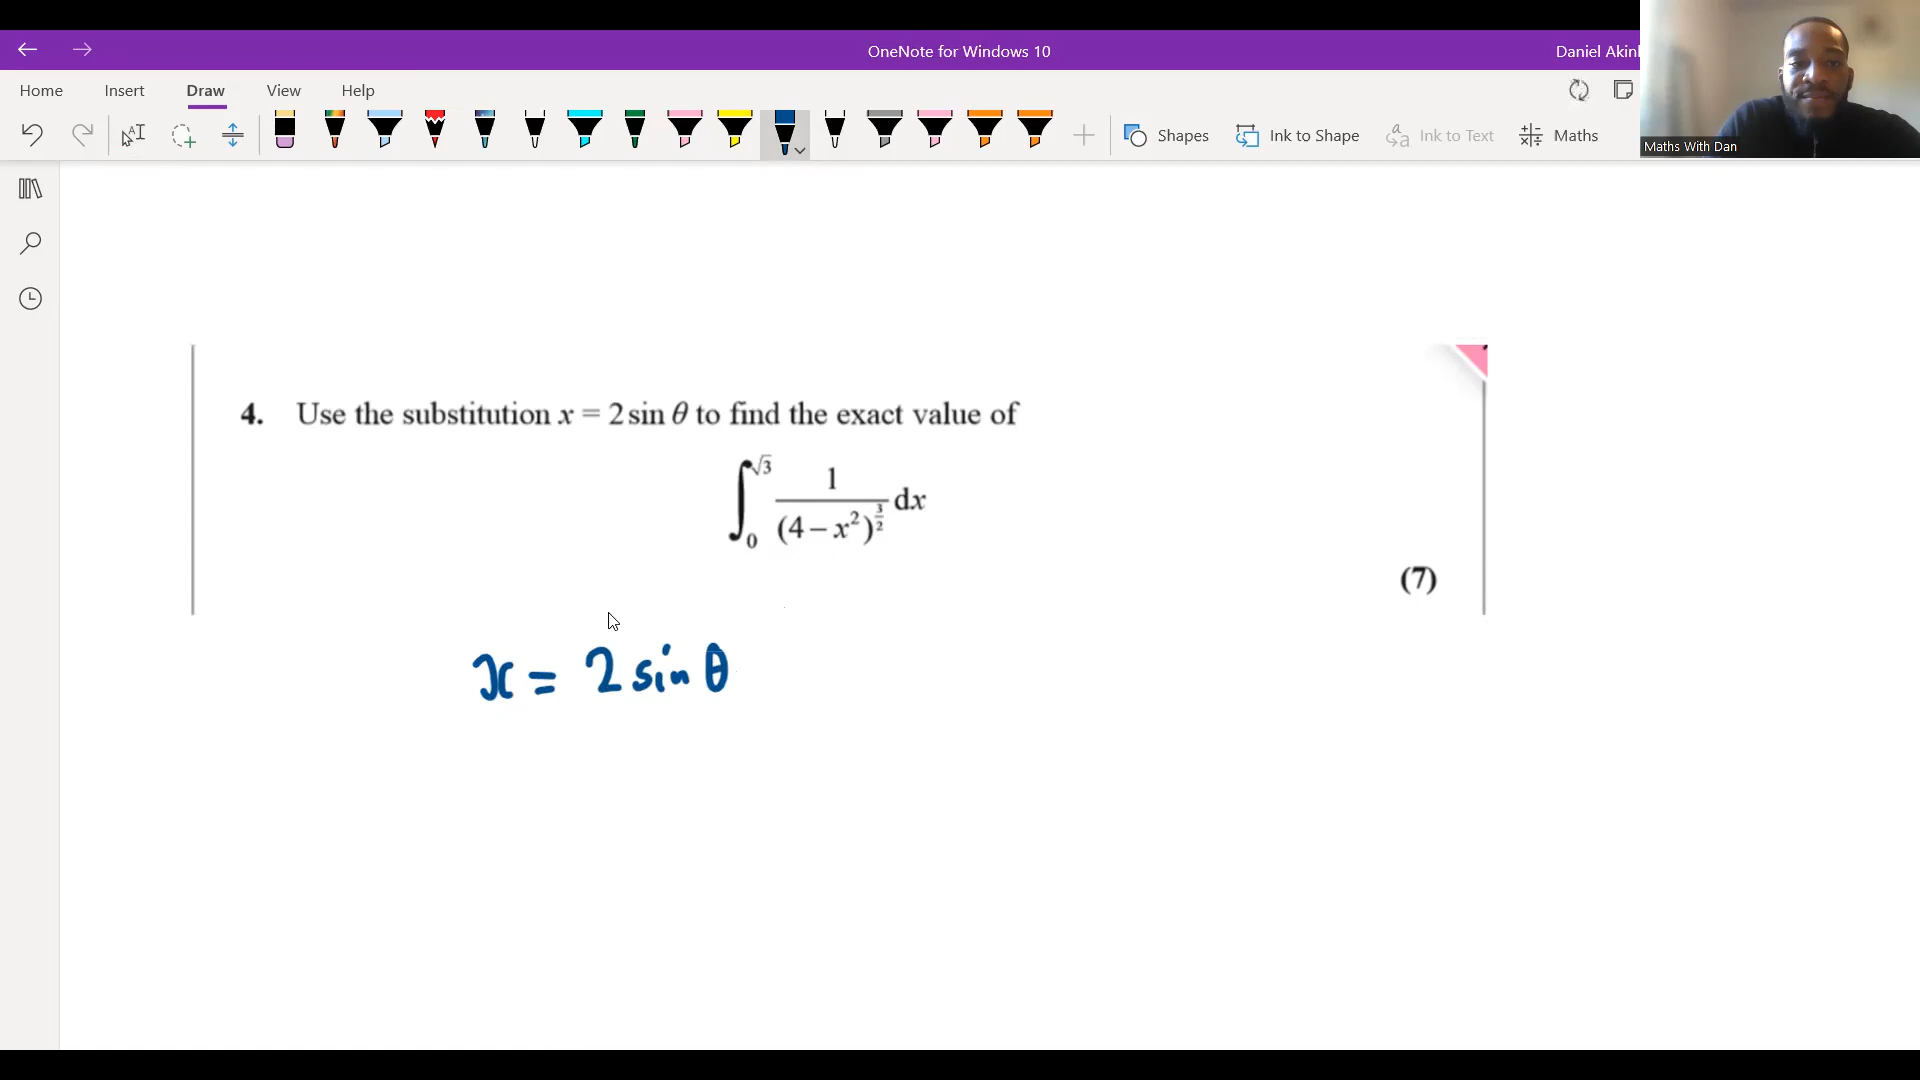 OneNote for Windows 10
Daniel Akinl
Home Insert Draw View Help
Shapes Ink to Shape Ink to Text Maths
Maths With Dan
4. Use the substitution x = 2 sin θ to find the exact value of
∫₀^√3 1/(4 – x²)^(3/2) dx
(7)
x = 2 sin θ